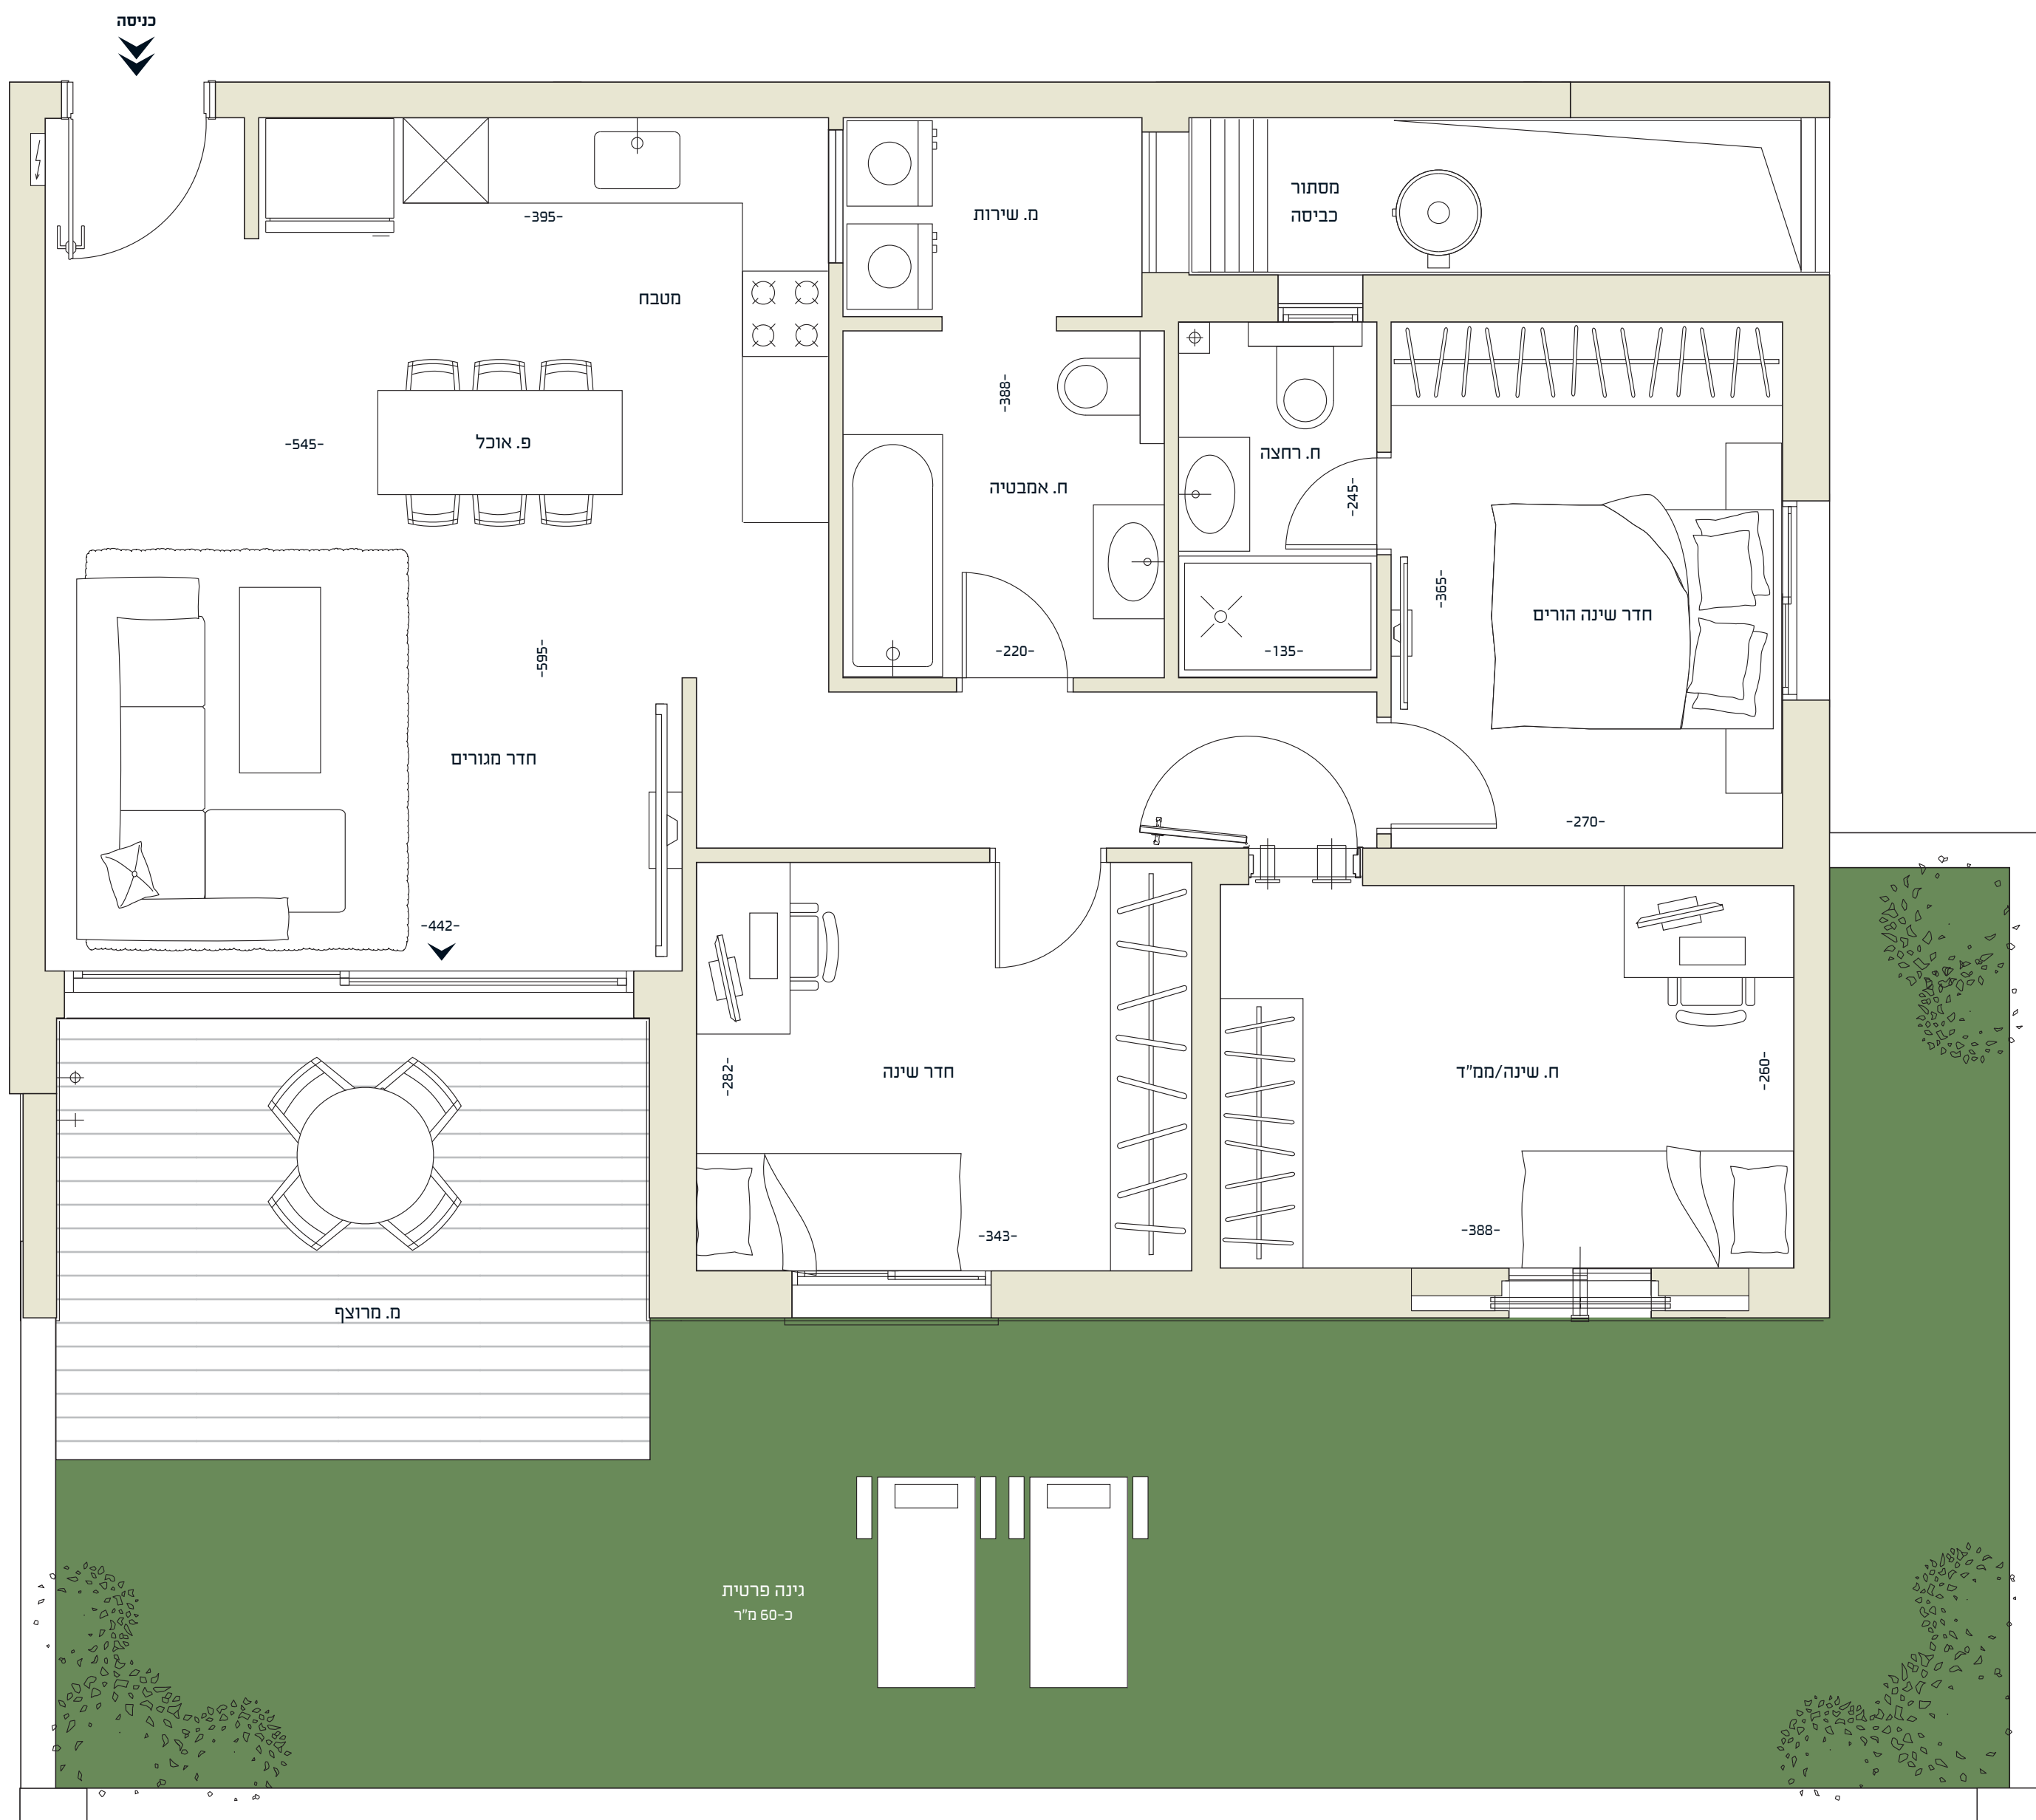 כניסה
מסתור
כביסה
מ. שירות
-395-
מטבח
-388-
פ. אוכל
-545-
ח. רחצה
ח. אמבטיה
-245-
-365-
חדר שינה הורים
-595-
-220-
-135-
חדר מגורים
-270-
-442-
-282-
חדר שינה
ח. שינה/ממ"ד
-260-
-343-
-388-
מ. מרוצף
גינה פרטית
כ-60 מ"ר